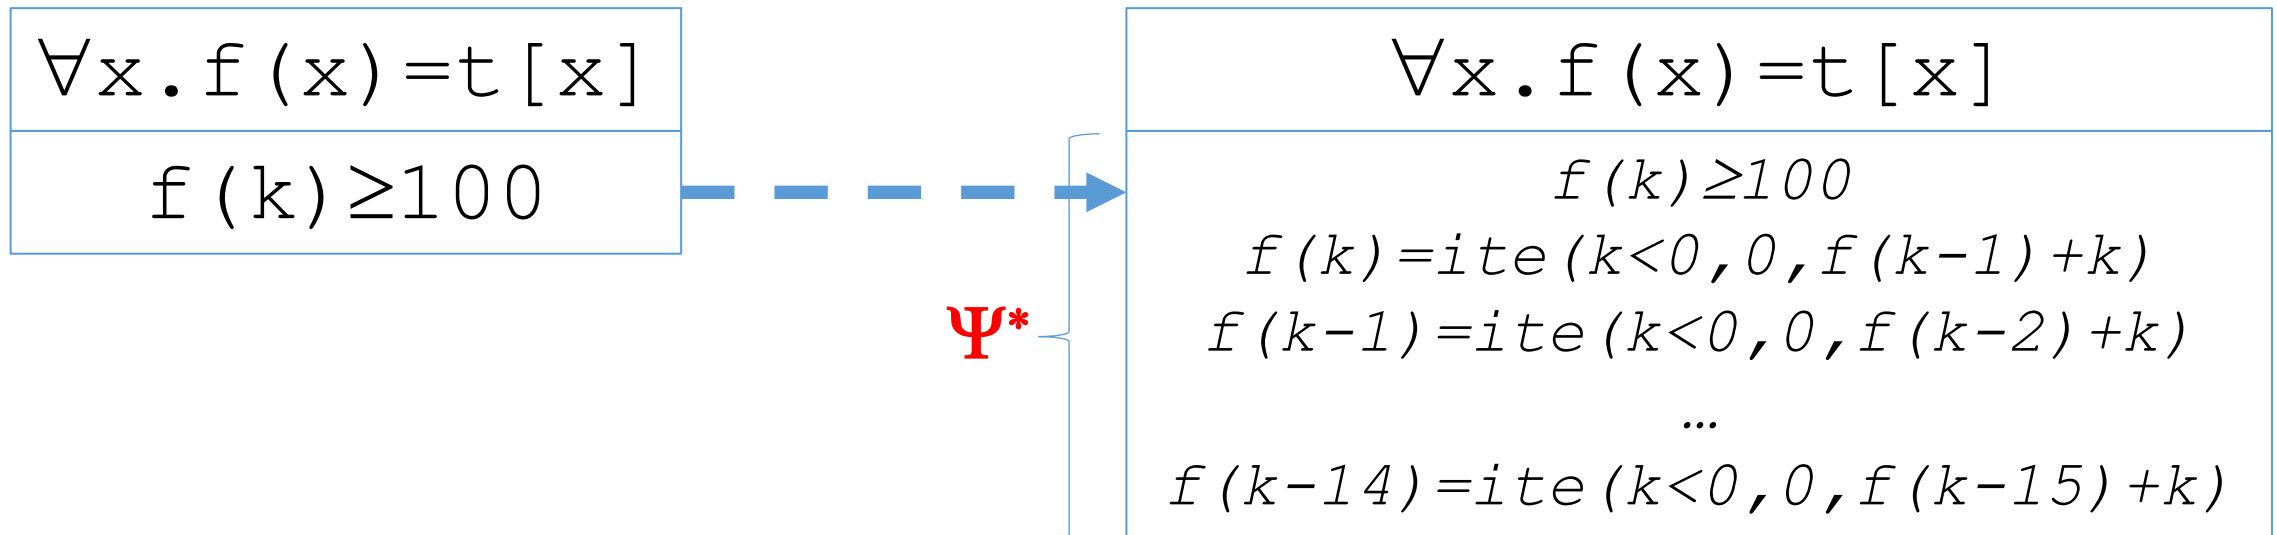 ∀x.f(x)=t[x]
f(k)≥100
∀x.f(x)=t[x]
f(k)≥100
f(k)=ite(k<0,0,f(k-1)+k)
Ψ*
f(k-1)=ite(k<0,0,f(k-2)+k)
…
f(k-14)=ite(k<0,0,f(k-15)+k)